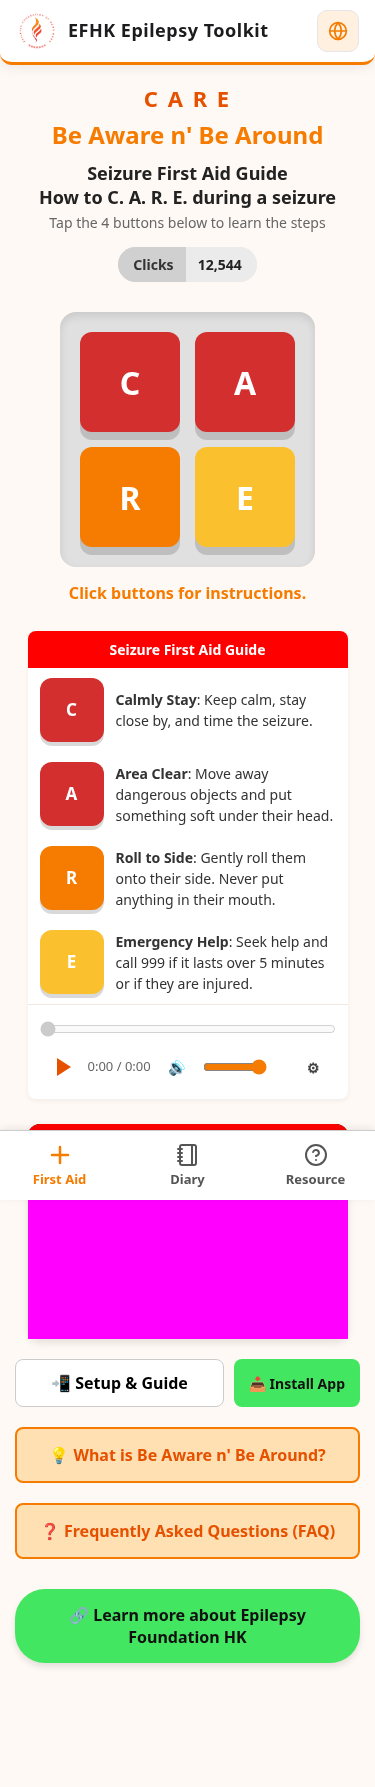 EFHK Epilepsy Toolkit
C A R E
Be Aware n' Be Around
Seizure First Aid Guide
How to C. A. R. E. during a seizure
Tap the 4 buttons below to learn the steps
Clicks 12,544
C A
R E
Click buttons for instructions.
Seizure First Aid Guide
C
Calmly Stay: Keep calm, stay
close by, and time the seizure.
A
Area Clear: Move away
dangerous objects and put
something soft under their head.
R
Roll to Side: Gently roll them
onto their side. Never put
anything in their mouth.
E
Emergency Help: Seek help and
call 999 if it lasts over 5 minutes
or if they are injured.
0:00 / 0:00
First Aid Diary Resource
Setup & Guide Install App
What is Be Aware n' Be Around?
Frequently Asked Questions (FAQ)
Learn more about Epilepsy
Foundation HK